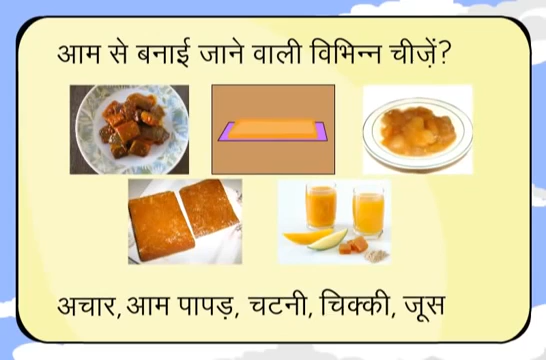 आम से बनाई जाने वाली विभिन्न चीज़ें?
अचार, आम पापड़, चटनी, चिक्की, जूस